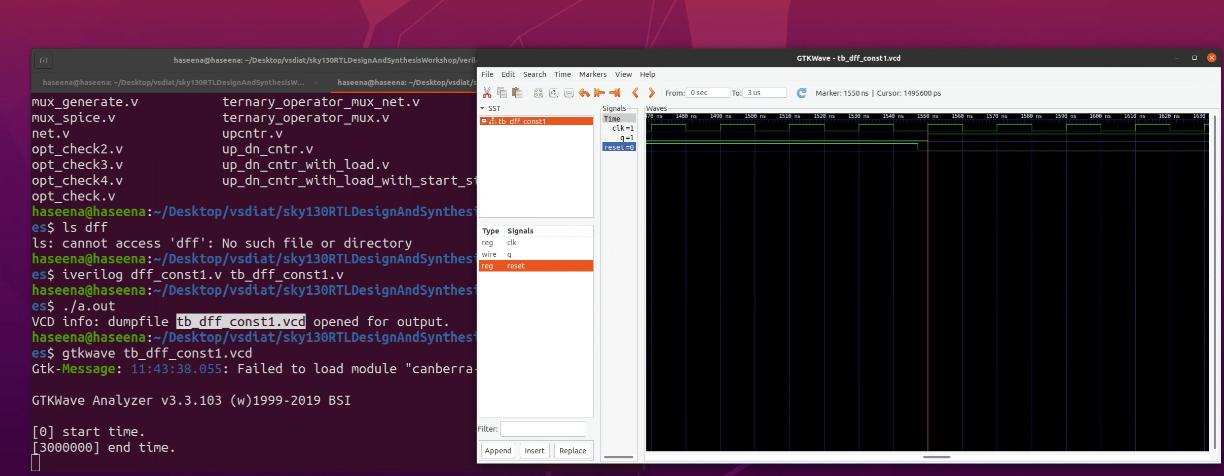 haseena@haseena: ~/Desktop/vsdiat/sky130RTLDesignAndSynthesisWorkshop/veril
haseena@haseena: ~/Desktop/vsdiat/sky130RTLDesignAndSynthesisW...
haseena@haseena: ~/Desktop/vsdiat/s
mux_generate.v ternary_operator_mux_net.v
mux_spice.v ternary_operator_mux.v
net.v upcntr.v
opt_check2.v up_dn_cntr.v
opt_check3.v up_dn_cntr_with_load.v
opt_check4.v up_dn_cntr_with_load_with_start_st
opt_check.v
haseena@haseena:~/Desktop/vsdiat/sky130RTLDesignAndSynthesi
es$ ls dff
ls: cannot access 'dff': No such file or directory
haseena@haseena:~/Desktop/vsdiat/sky130RTLDesignAndSynthesi
es$ iverilog dff_const1.v tb_dff_const1.v
haseena@haseena:~/Desktop/vsdiat/sky130RTLDesignAndSynthesi
es$ ./a.out
VCD info: dumpfile tb_dff_const1.vcd opened for output.
haseena@haseena:~/Desktop/vsdiat/sky130RTLDesignAndSynthesi
es$ gtkwave tb_dff_const1.vcd
Gtk-Message: 11:43:38.055: Failed to load module "canberra-
GTKWave Analyzer v3.3.103 (w)1999-2019 BSI
[0] start time.
[3000000] end time.
GTKWave - tb_dff_const1.vcd
File Edit Search Time Markers View Help
From: 0 sec To: 3 us Marker: 1550 ns | Cursor: 1495600 ps
SST
tb_dff_const1
Type Signals
reg clk
wire q
reg reset
Filter:
Append Insert Replace
Signals
Time
clk=1
q=1
reset=0
Waves
470 ns 1480 ns 1490 ns 1500 ns 1510 ns 1520 ns 1530 ns 1540 ns 1550 ns 1560 ns 1570 ns 1580 ns 1590 ns 1600 ns 1610 ns 1620 ns 1630